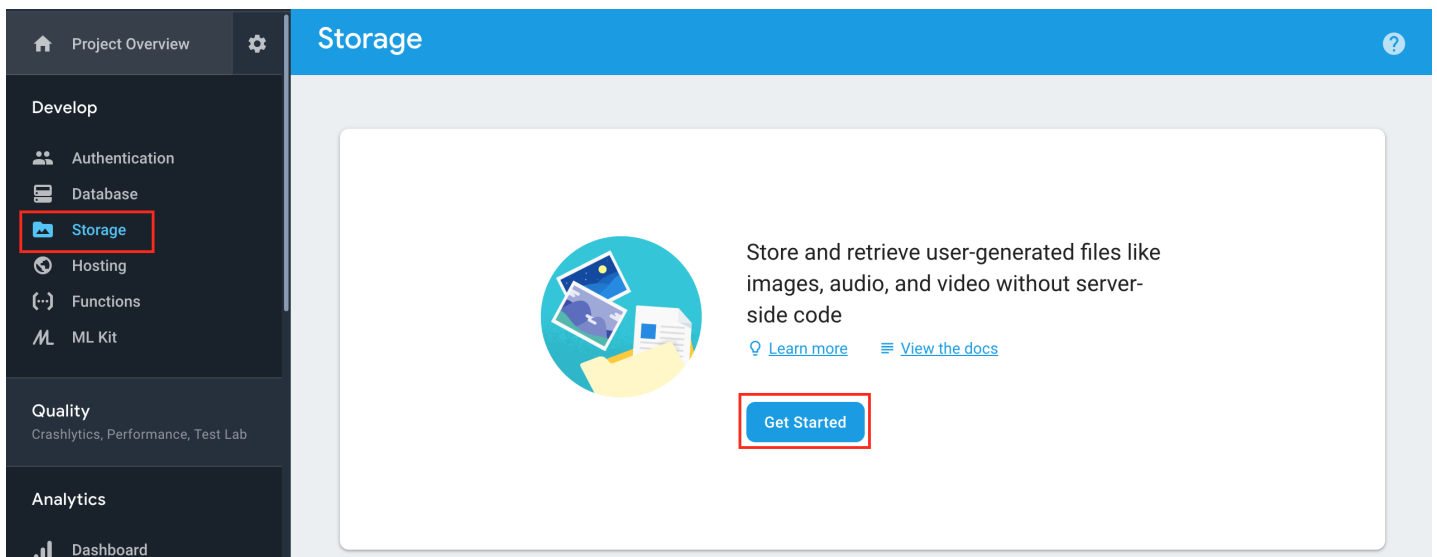 Project Overview
Storage
Develop
Authentication
Database
Storage
Hosting
Functions
ML Kit
Quality
Crashlytics, Performance, Test Lab
Analytics
Dashboard
Store and retrieve user-generated files like
images, audio, and video without server-
side code
Learn more
View the docs
Get Started